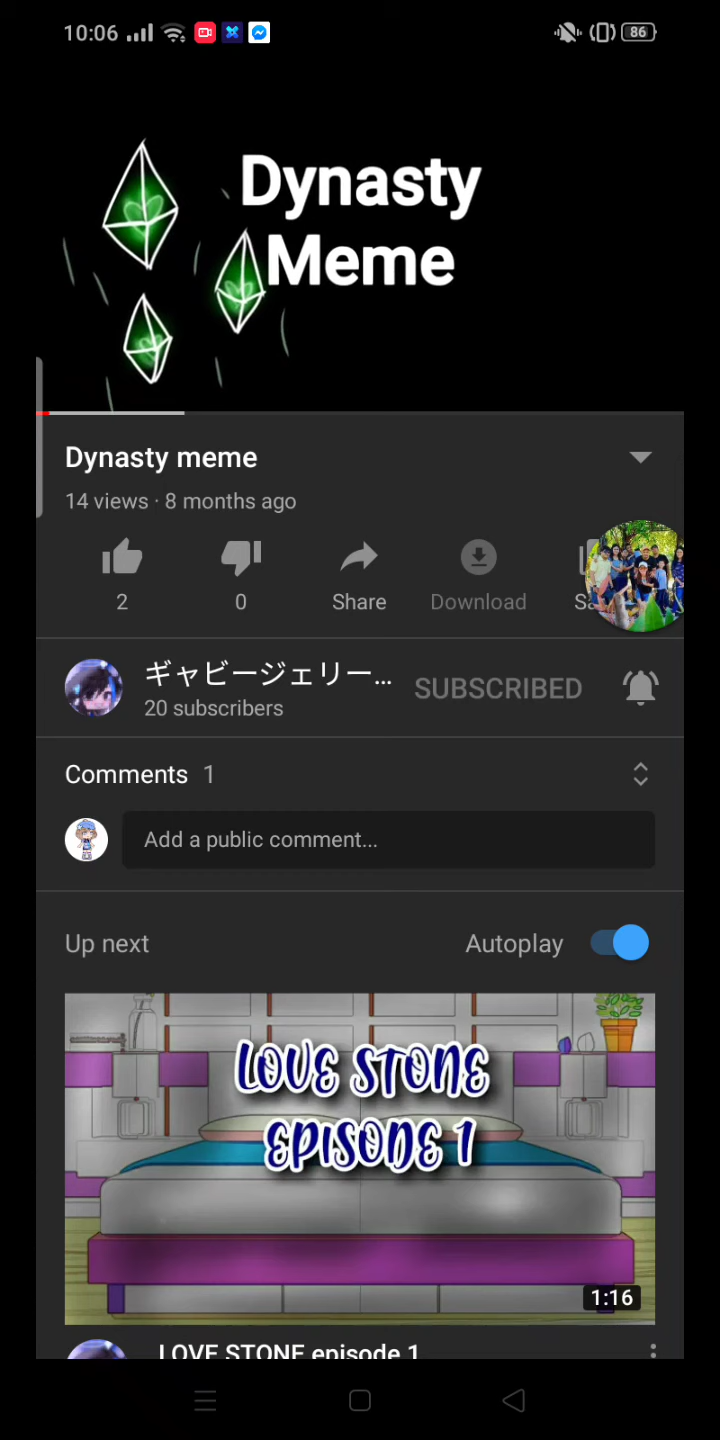 10:06
86
Dynasty
Meme
Dynasty meme
14 views · 8 months ago
2
0
Share
Download
ギャビージェリー...
20 subscribers
SUBSCRIBED
Comments 1
Add a public comment...
Up next
Autoplay
LOVE STONE
EPISODE 1
1:16
LOVE STONE episode 1